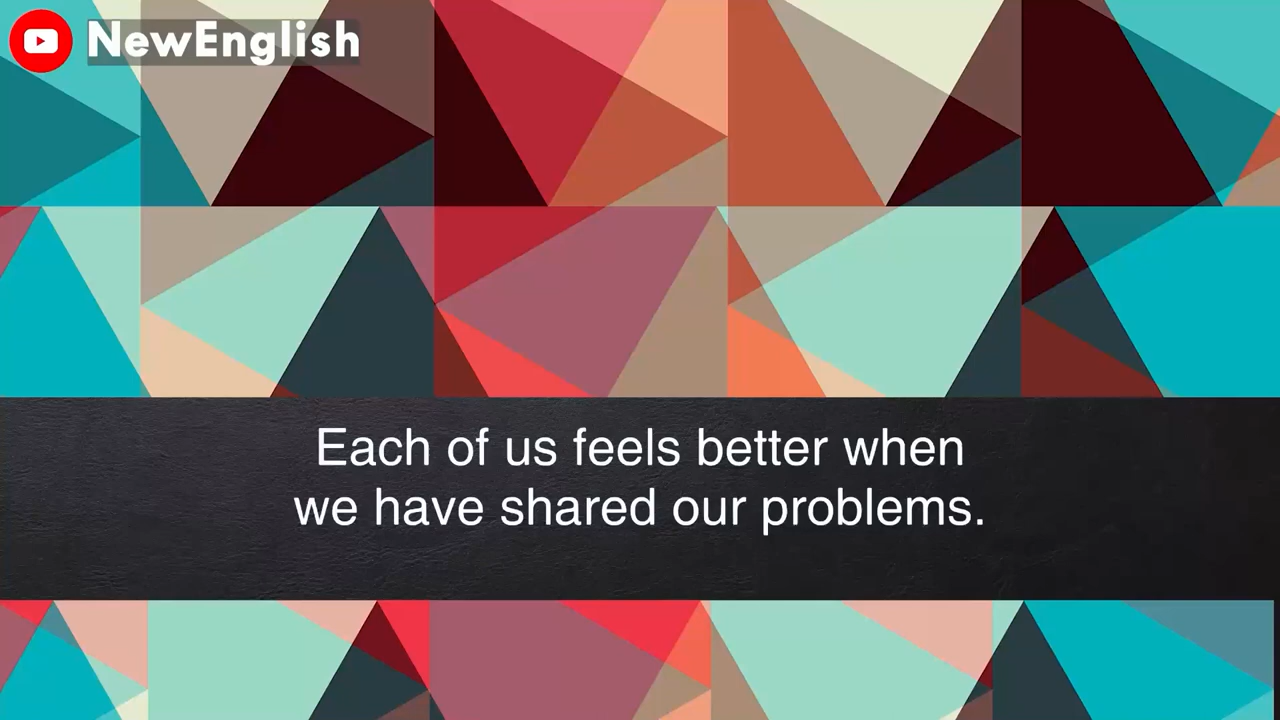 NewEnglish
Each of us feels better when
we have shared our problems.